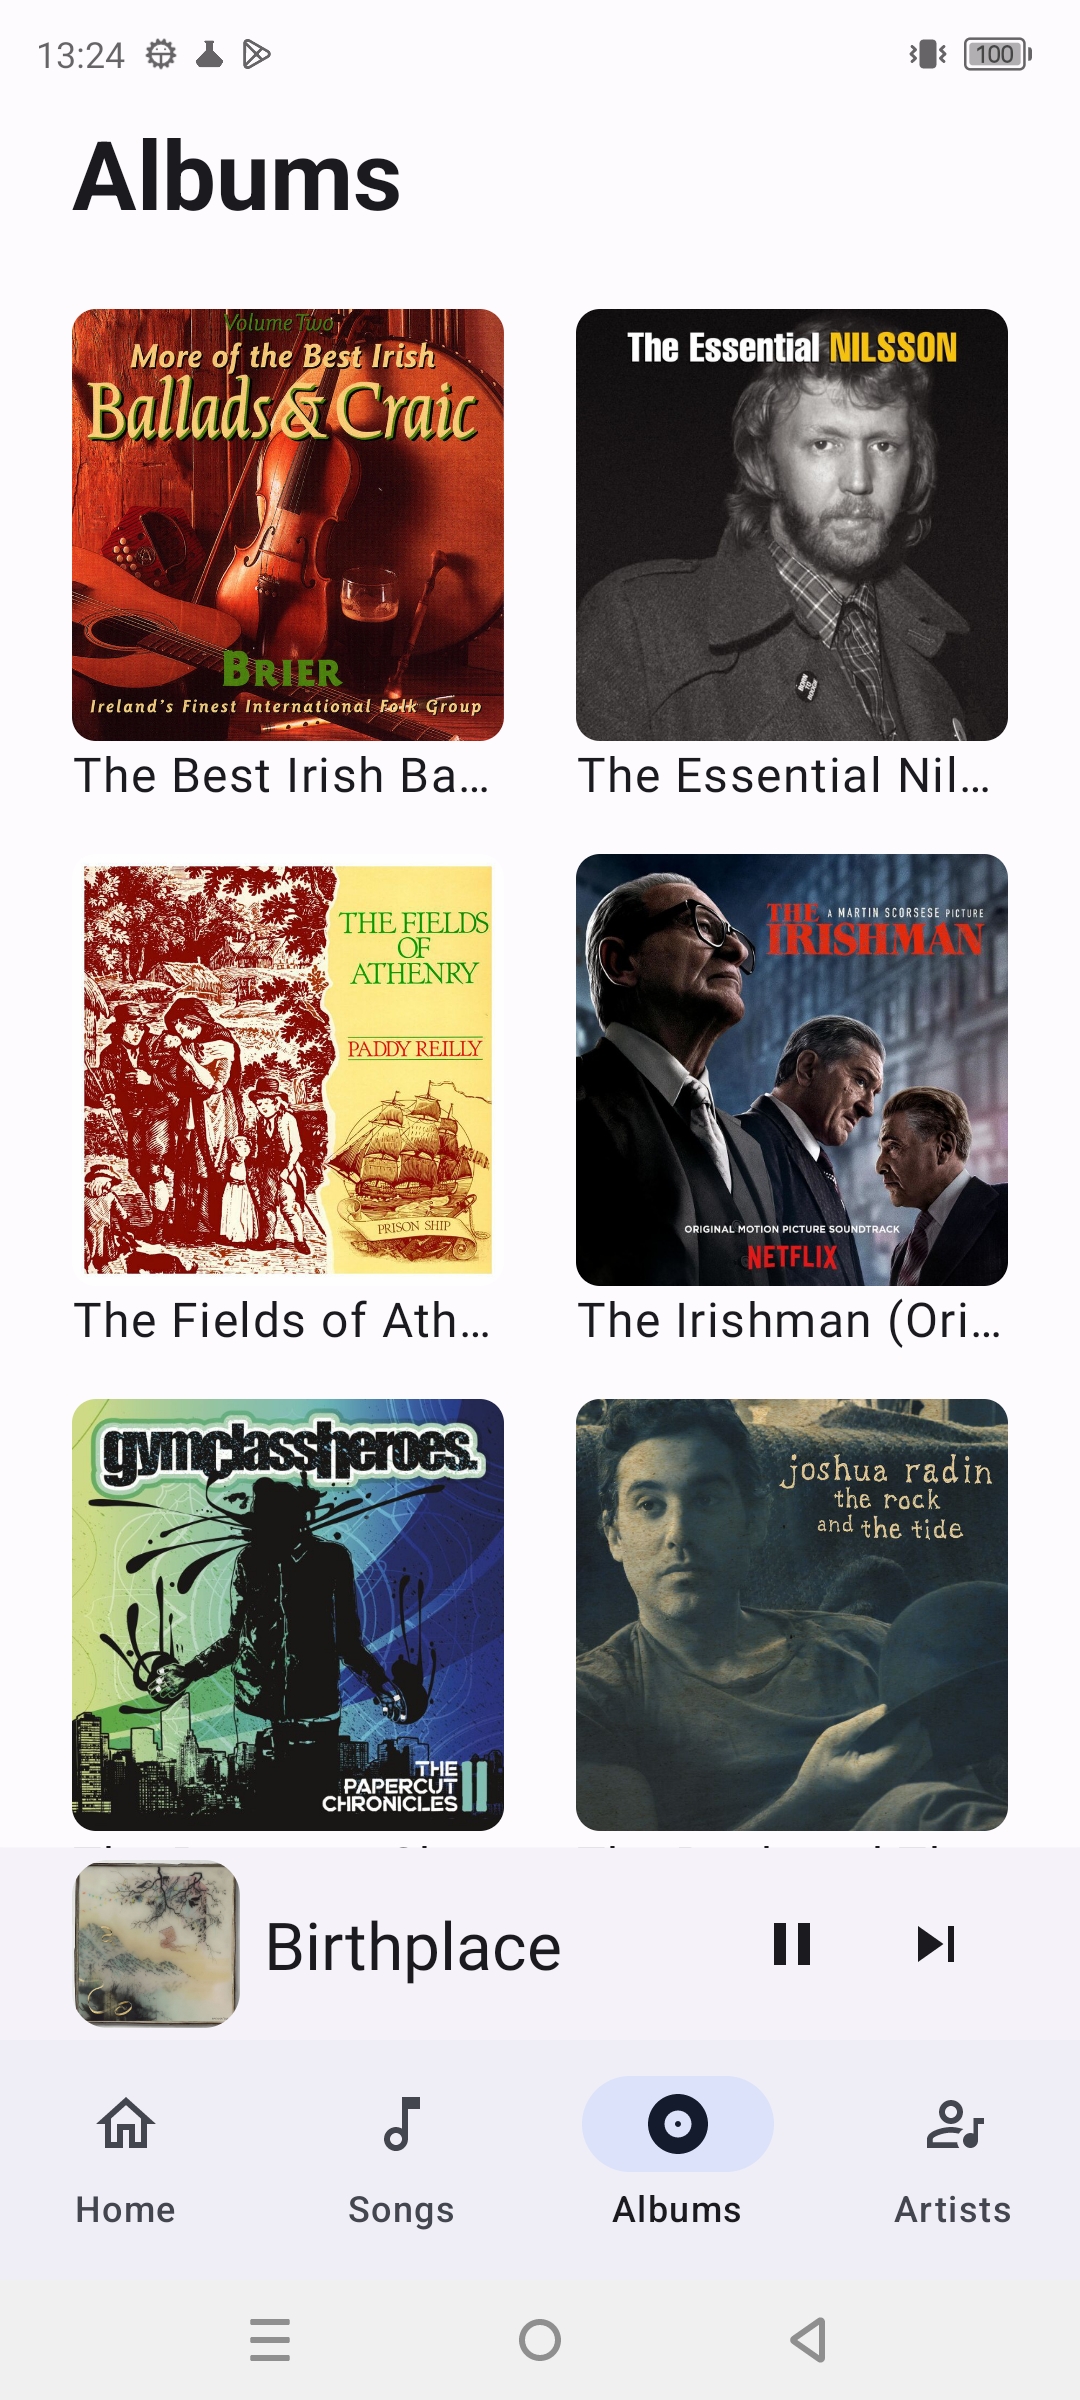 13:24
100
Albums
Volume Two
More of the Best Irish
Ballads & Craic
BRIER
Ireland's Finest International Folk Group
The Best Irish Ba...
The Essential NILSSON
The Essential Nil...
THE FIELDS
OF
ATHENRY
PADDY REILLY
PRISON SHIP
The Fields of Ath...
THE A MARTIN SCORSESE PICTURE
IRISHMAN
ORIGINAL MOTION PICTURE SOUNDTRACK
NETFLIX
The Irishman (Ori...
gymclassheroes.
THE
PAPERCUT
CHRONICLES II
joshua radin
the rock
and the tide
Birthplace
Home
Songs
Albums
Artists